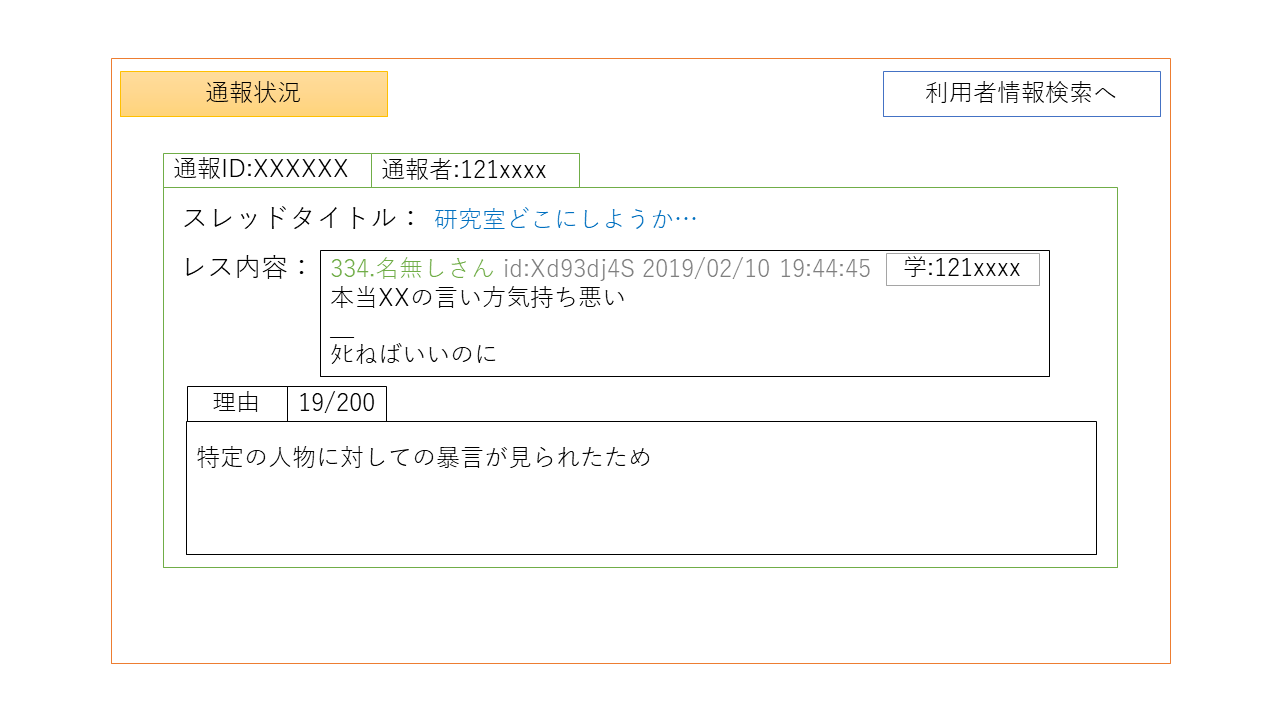 通報状況
利用者情報検索へ
通報ID:XXXXXX
通報者:121xxxx
スレッドタイトル：研究室どこにしようか…
レス内容：
334.名無しさん id:Xd93dj4S 2019/02/10 19:44:45
学:121xxxx
本当XXの言い方気持ち悪い
__
ﾀﾋねばいいのに
理由
19/200
特定の人物に対しての暴言が見られたため